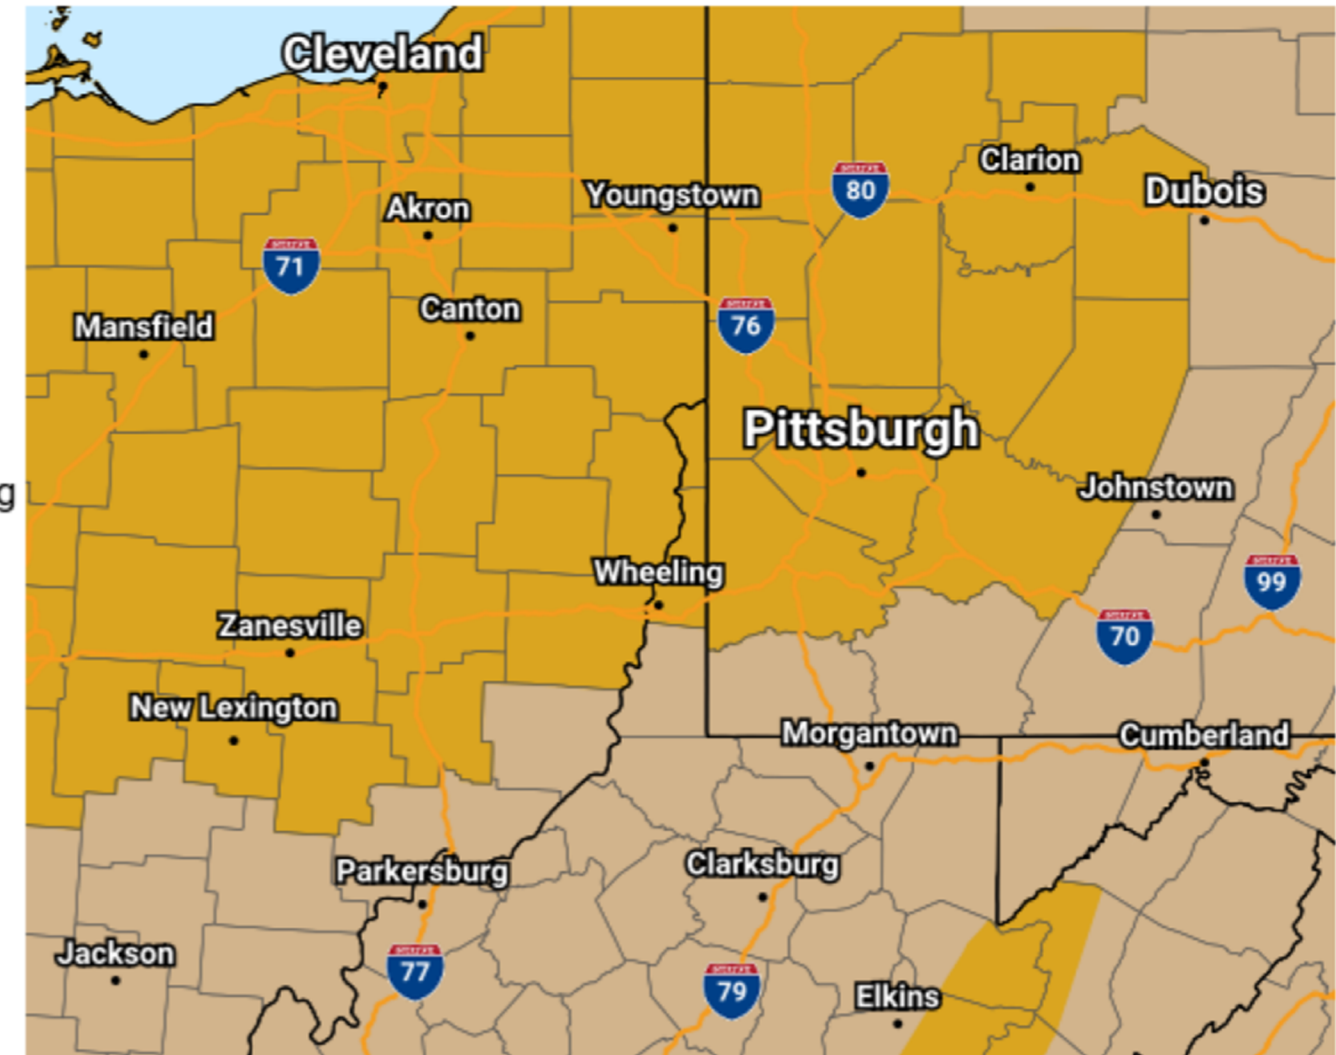 Cleveland
Clarion
80
Dubois
Youngstown
Akron
71
Canton
76
Mansfield
Pittsburgh
Johnstown
g
Wheeling
99
Zanesville
70
New Lexington
Morgantown
Cumberland
Clarksburg
Parkersburg
Jackson
77
79
Elkins